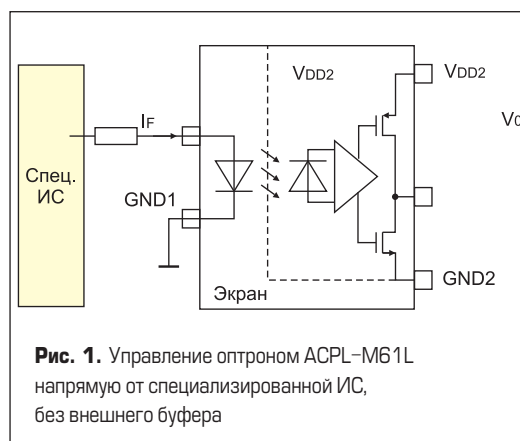 VDD2
VDD2
Vo
IF
Спец.
ИС
GND1
GND2
Экран
Рис. 1. Управление оптроном ACPL-M61L
напрямую от специализированной ИС,
без внешнего буфера